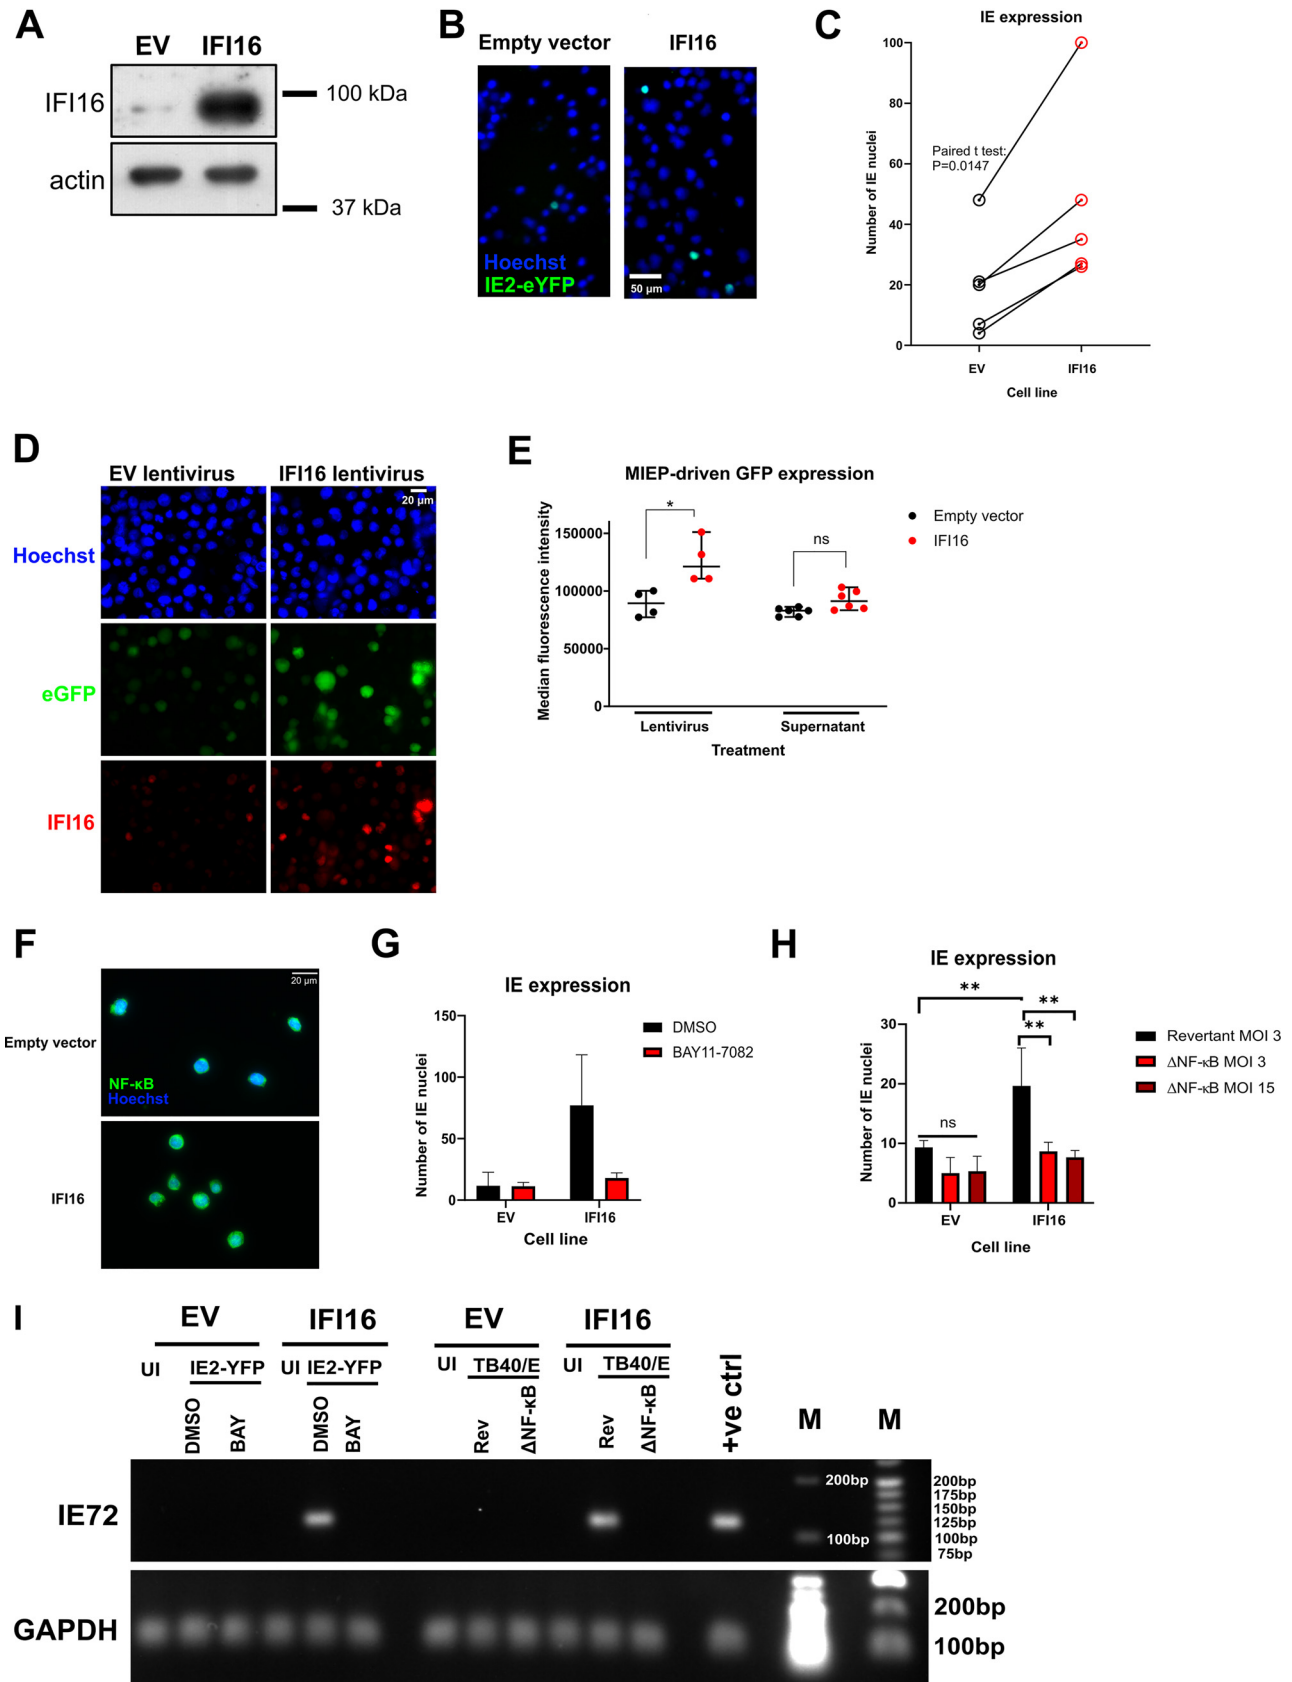 A
EV IFI16
IFI16
100 kDa
actin
37 kDa
B
Empty vector IFI16
Hoechst
IE2-eYFP
50 µm
C
IE expression
Number of IE nuclei
100
80
60
40
20
0
Paired t test:
P=0.0147
EV IFI16
Cell line
D
EV lentivirus IFI16 lentivirus
20 µm
Hoechst
eGFP
IFI16
E
MIEP-driven GFP expression
Median fluorescence intensity
150000
100000
50000
0
*
ns
Empty vector
IFI16
Lentivirus Supernatant
Treatment
F
20 µm
Empty vector
NF-κB
Hoechst
IFI16
G
IE expression
Number of IE nuclei
150
100
50
0
DMSO
BAY11-7082
EV IFI16
Cell line
H
IE expression
Number of IE nuclei
30
20
10
0
**
**
**
ns
Revertant MOI 3
ΔNF-κB MOI 3
ΔNF-κB MOI 15
EV IFI16
Cell line
I
EV IFI16 EV IFI16
UI IE2-YFP UI IE2-YFP UI TB40/E UI TB40/E
DMSO BAY DMSO BAY Rev ΔNF-κB Rev ΔNF-κB +ve ctrl M M
IE72
200bp
100bp
200bp
175bp
150bp
125bp
100bp
75bp
GAPDH
200bp
100bp